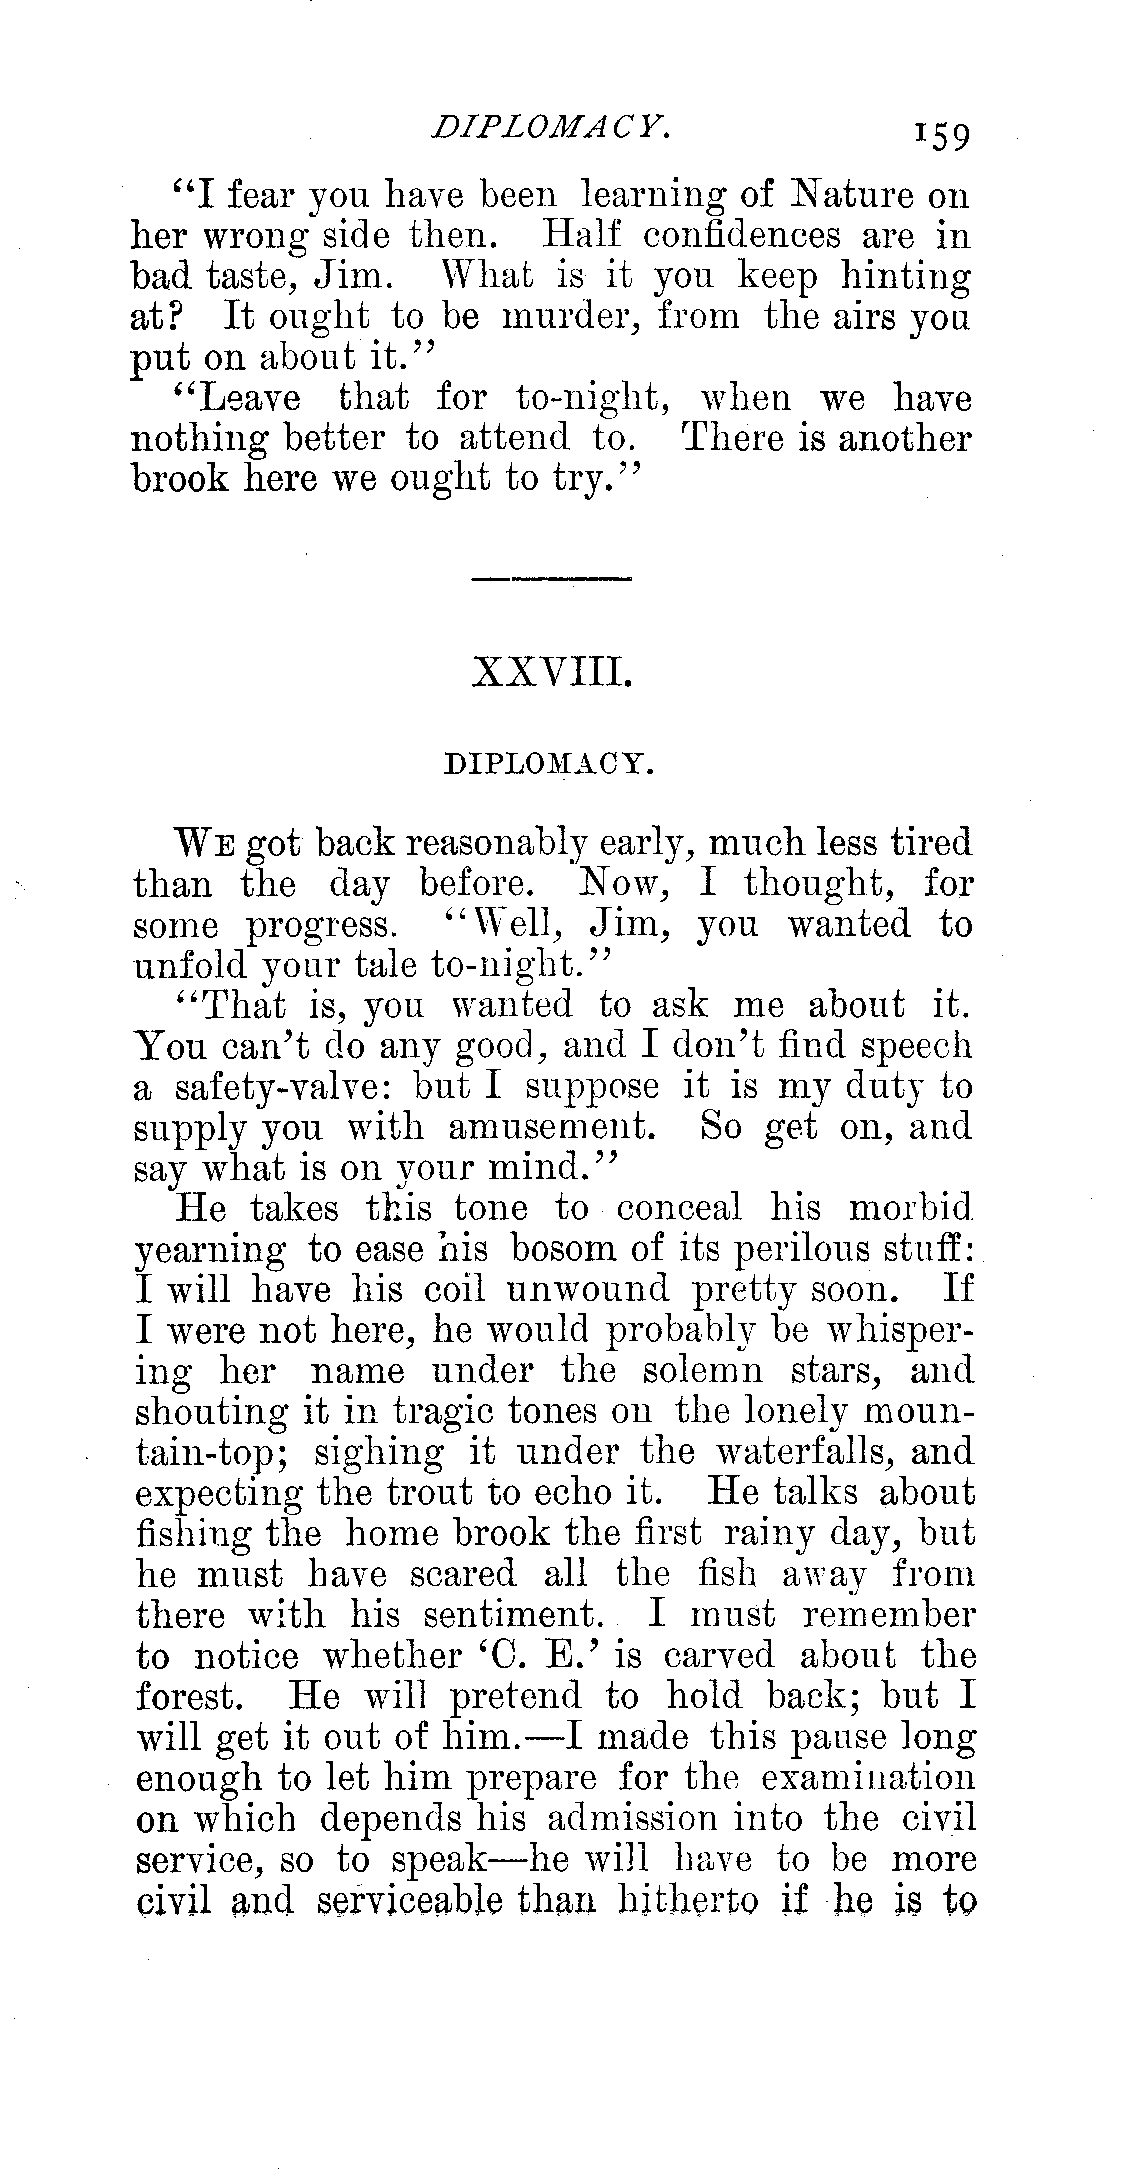 DIPLOMACY. 159
“I fear you have been learning of Nature on
her wrong side then. Half confidences are in
bad taste, Jim. What is it you keep hinting
at? It ought to be murder, from the airs you
put on about it.”
“Leave that for to-night, when we have
nothing better to attend to. There is another
brook here we ought to try.”
XXVIII.
DIPLOMACY.
WE got back reasonably early, much less tired
than the day before. Now, I thought, for
some progress. “Well, Jim, you wanted to
unfold your tale to-night.”
“That is, you wanted to ask me about it.
You can’t do any good, and I don’t find speech
a safety-valve: but I suppose it is my duty to
supply you with amusement. So get on, and
say what is on your mind.”
He takes this tone to conceal his morbid
yearning to ease his bosom of its perilous stuff:
I will have his coil unwound pretty soon. If
I were not here, he would probably be whisper-
ing her name under the solemn stars, and
shouting it in tragic tones on the lonely moun-
tain-top; sighing it under the waterfalls, and
expecting the trout to echo it. He talks about
fishing the home brook the first rainy day, but
he must have scared all the fish away from
there with his sentiment. I must remember
to notice whether ‘C. E.’ is carved about the
forest. He will pretend to hold back; but I
will get it out of him.—I made this pause long
enough to let him prepare for the examination
on which depends his admission into the civil
service, so to speak—he will have to be more
civil and serviceable than hitherto if he is to